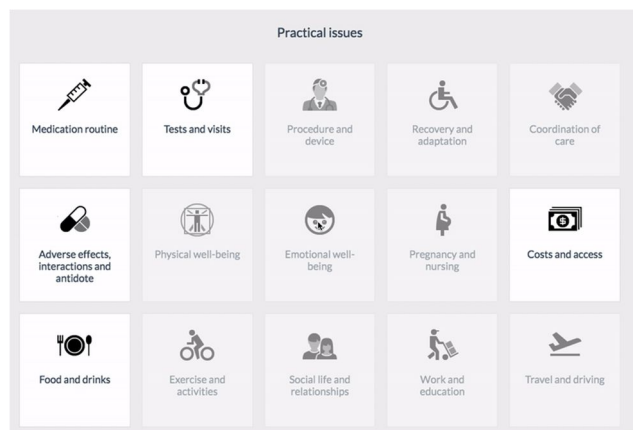 Practical issues
Medication routine
Tests and visits
Procedure and
device
Recovery and
adaptation
Coordination of
care
Adverse effects,
interactions and
antidote
Physical well-being
Emotional well-
being
Pregnancy and
nursing
Costs and access
Food and drinks
Exercise and
activities
Social life and
relationships
Work and
education
Travel and driving